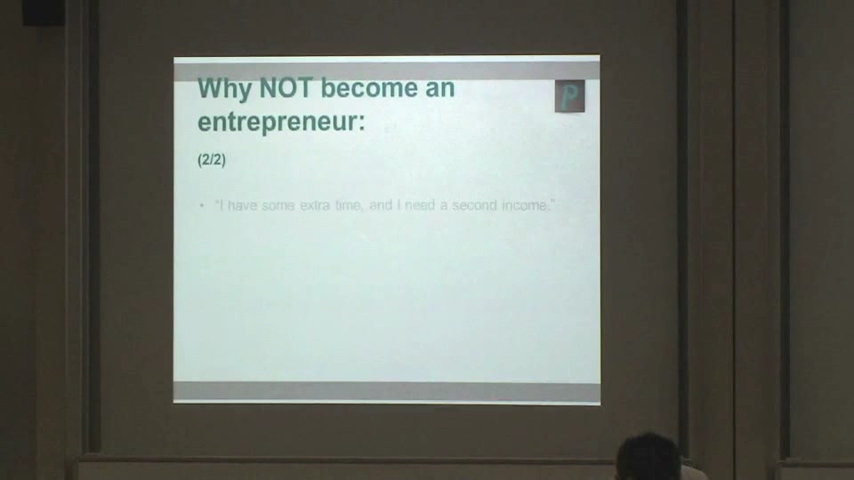 Why NOT become an
entrepreneur:
(2/2)
• "I have some extra time, and I need a second income."
P